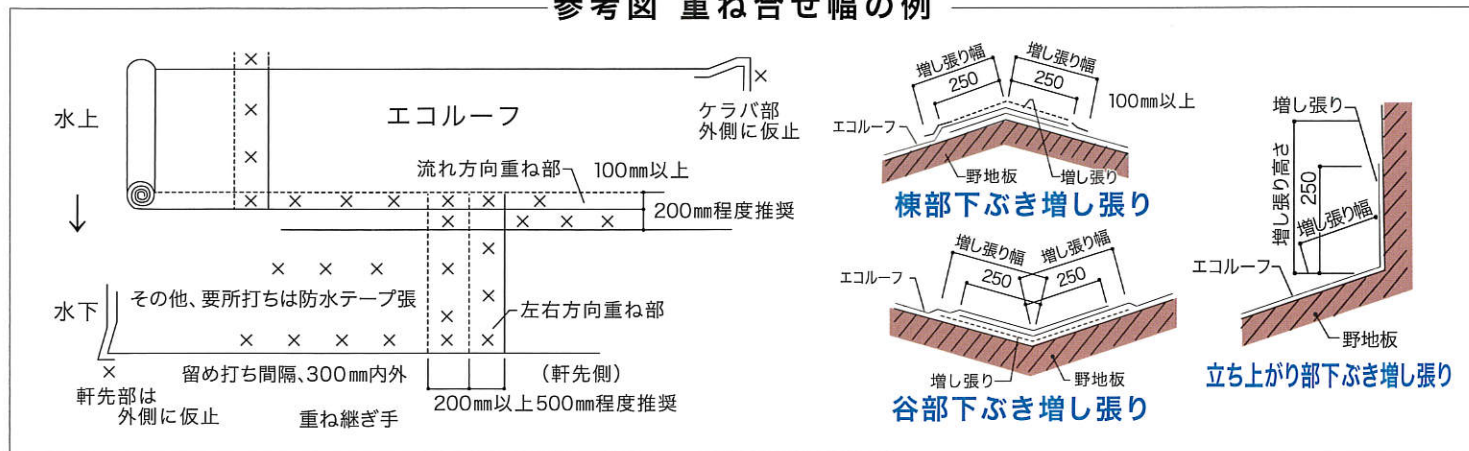 参考図 重ね合せ幅の例
水上
エコルーフ
ケラバ部
外側に仮止
流れ方向重ね部
100mm以上
200mm程度推奨
水下
その他、要所打ちは防水テープ張
左右方向重ね部
軒先部は
外側に仮止
留め打ち間隔、300mm内外
(軒先側)
200mm以上500mm程度推奨
重ね継ぎ手
増し張り幅
増し張り幅
250
250
100mm以上
エコルーフ
野地板
増し張り
棟部下ぶき増し張り
増し張り幅
増し張り幅
エコルーフ
250
250
増し張り
野地板
谷部下ぶき増し張り
増し張り
増し張り高さ
250
増し張り幅
エコルーフ
野地板
立ち上がり部下ぶき増し張り